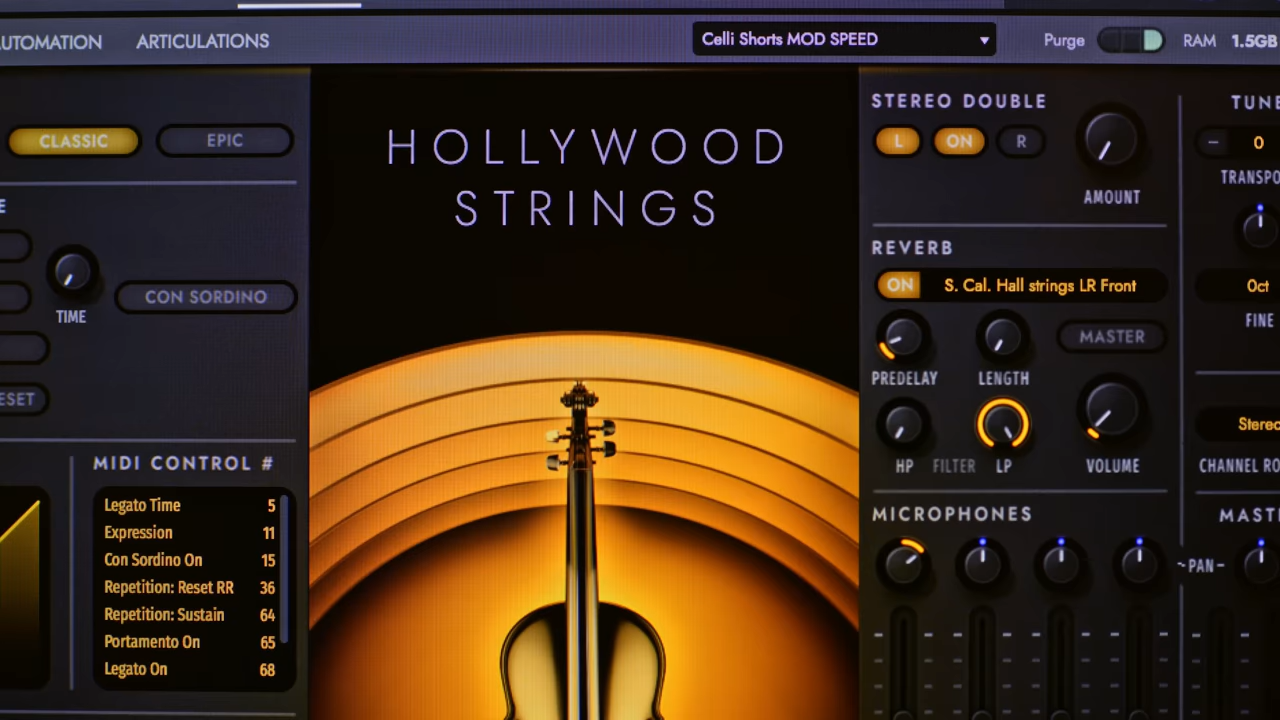 AUTOMATION ARTICULATIONS
Celli Shorts MOD SPEED
Purge
RAM 1.5GB
CLASSIC EPIC
TIME
CON SORDINO
MIDI CONTROL #
Legato Time 5
Expression 11
Con Sordino On 15
Repetition: Reset RR 36
Repetition: Sustain 64
Portamento On 65
Legato On 68
HOLLYWOOD
STRINGS
STEREO DOUBLE
L ON R
AMOUNT
REVERB
ON S. Cal. Hall strings LR Front
MASTER
PREDELAY LENGTH
HP FILTER LP VOLUME
MICROPHONES
- 0
Oct
FINE
Stereo
~PAN~